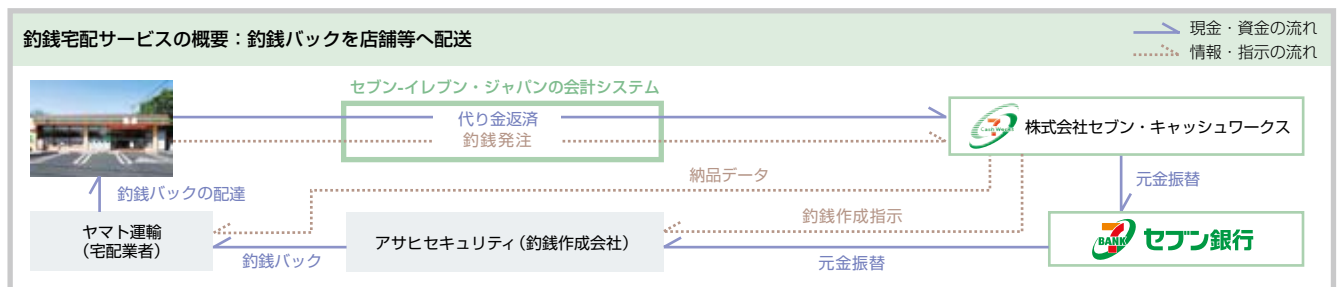 釣銭宅配サービスの概要：釣銭バックを店舗等へ配送
現金・資金の流れ
情報・指示の流れ
セブン-イレブン・ジャパンの会計システム
代り金返済
釣銭発注
7
Cash Works
株式会社セブン・キャッシュワークス
納品データ
元金振替
釣銭バックの配達
釣銭作成指示
ヤマト運輸
（宅配業者）
アサヒセキュリティ（釣銭作成会社）
7
BANK
セブン銀行
釣銭バック
元金振替